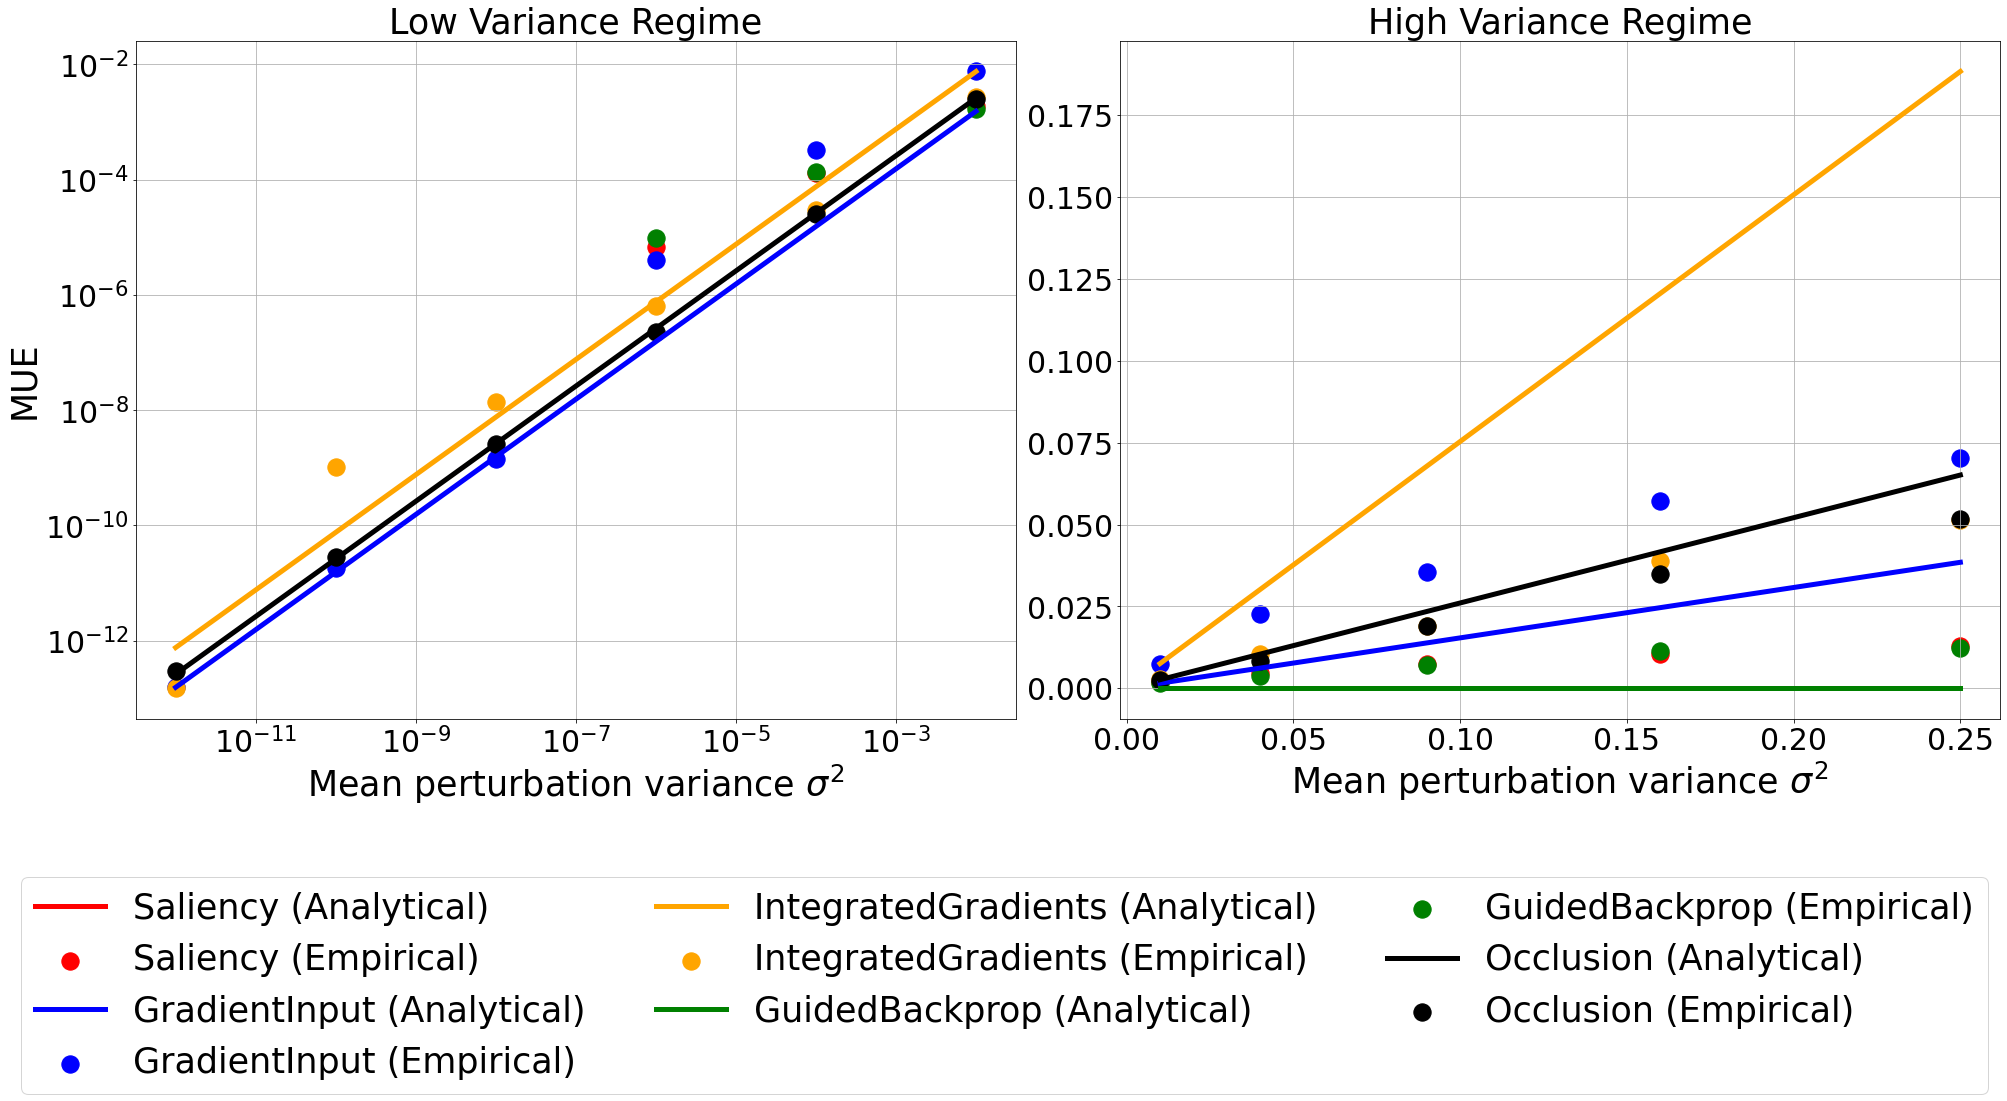 Low Variance Regime
10⁻²
10⁻⁴
10⁻⁶
10⁻⁸
10⁻¹⁰
10⁻¹²
MUE
10⁻¹¹ 10⁻⁹ 10⁻⁷ 10⁻⁵ 10⁻³
Mean perturbation variance σ²
High Variance Regime
0.175
0.150
0.125
0.100
0.075
0.050
0.025
0.000
0.00 0.05 0.10 0.15 0.20 0.25
Mean perturbation variance σ²
Saliency (Analytical)
Saliency (Empirical)
GradientInput (Analytical)
GradientInput (Empirical)
IntegratedGradients (Analytical)
IntegratedGradients (Empirical)
GuidedBackprop (Analytical)
GuidedBackprop (Empirical)
Occlusion (Analytical)
Occlusion (Empirical)